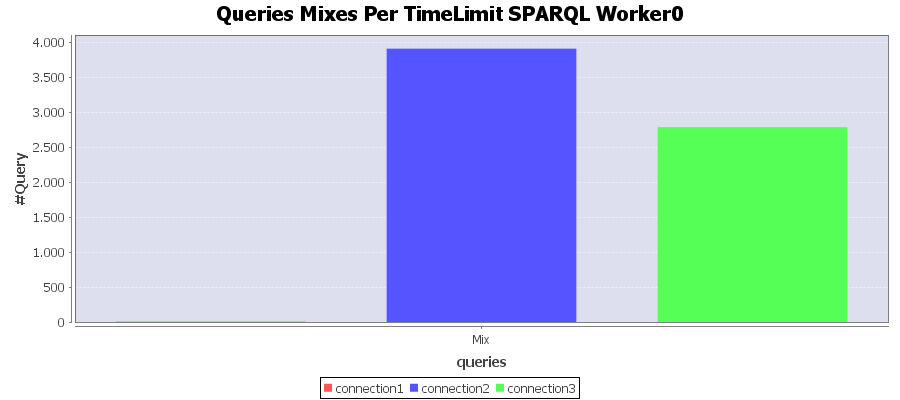 Queries Mixes Per TimeLimit SPARQL Worker0
4.000
3.500
3.000
2.500
2.000
1.500
1.000
500
0
#Query
Mix
queries
connection1 connection2 connection3